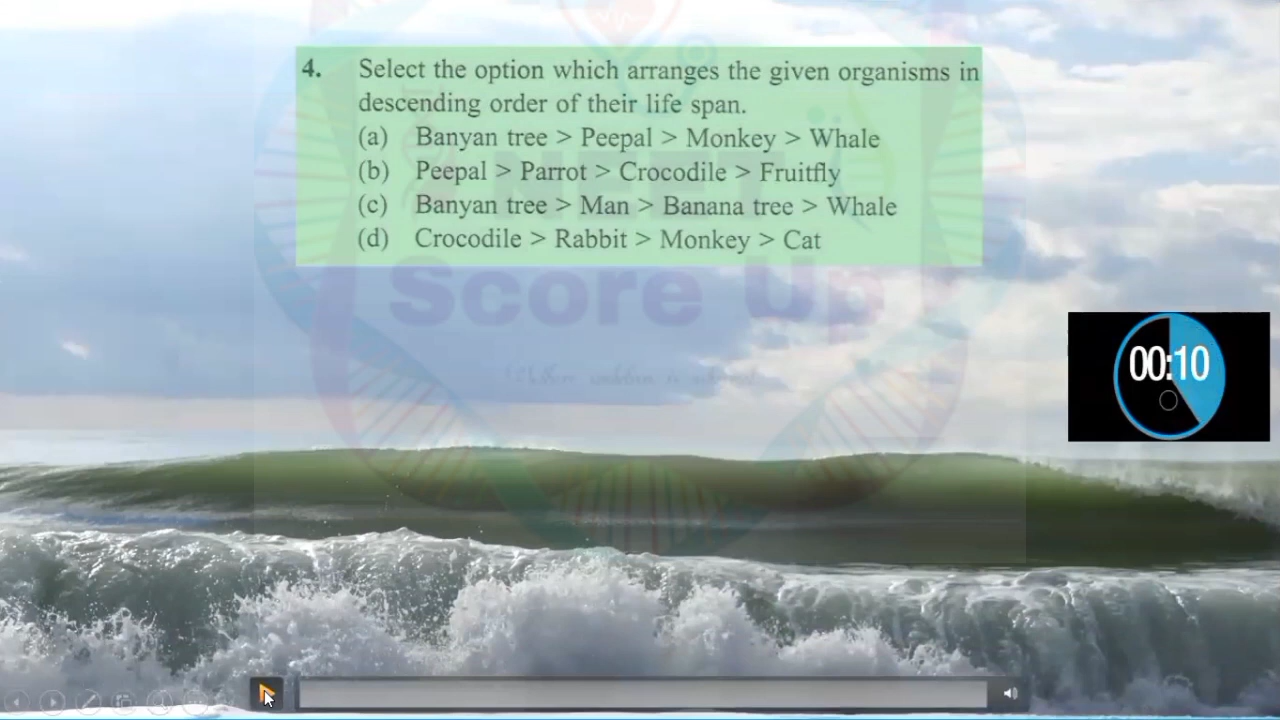 4. Select the option which arranges the given organisms in
descending order of their life span.
(a) Banyan tree > Peepal > Monkey > Whale
(b) Peepal > Parrot > Crocodile > Fruitfly
(c) Banyan tree > Man > Banana tree > Whale
(d) Crocodile > Rabbit > Monkey > Cat
NEET
Score Up
00:10